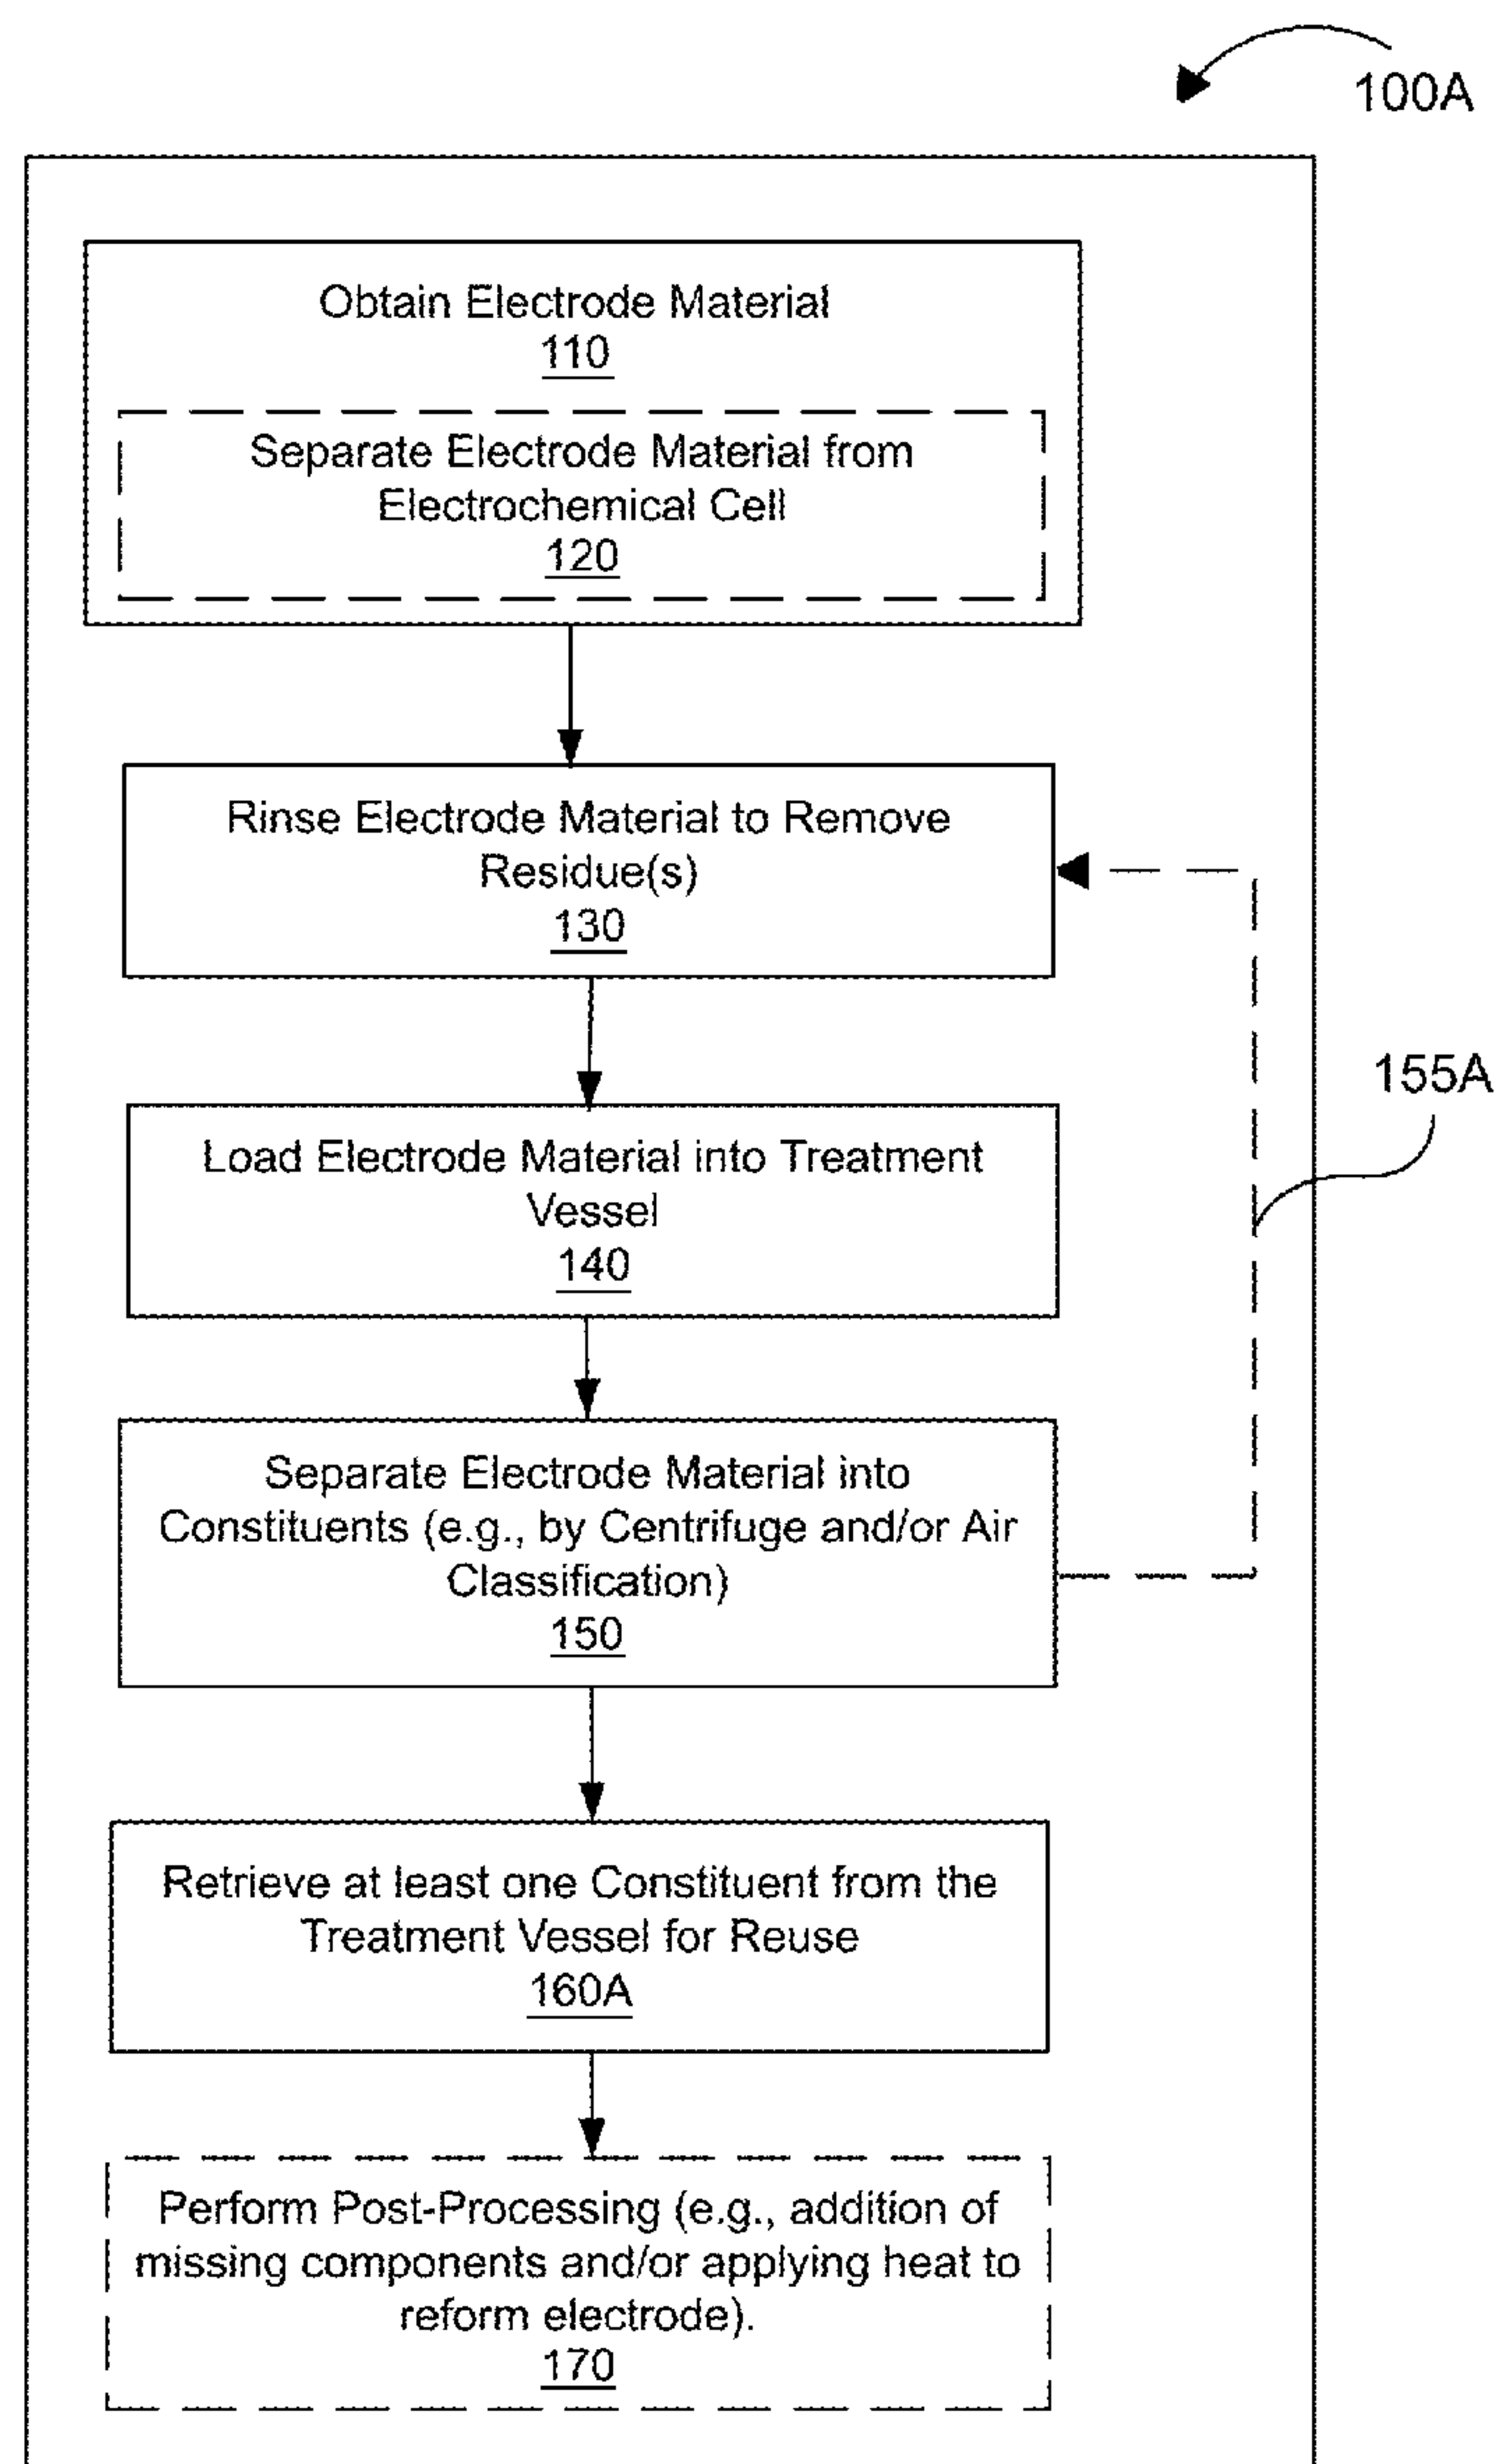 100A
Obtain Electrode Material
110
Separate Electrode Material from
Electrochemical Cell
120
Rinse Electrode Material to Remove
Residue(s)
130
155A
Load Electrode Material into Treatment
Vessel
140
Separate Electrode Material into
Constituents (e.g., by Centrifuge and/or Air
Classification)
150
Retrieve at least one Constituent from the
Treatment Vessel for Reuse
160A
Perform Post-Processing (e.g., addition of
missing components and/or applying heat to
reform electrode).
170